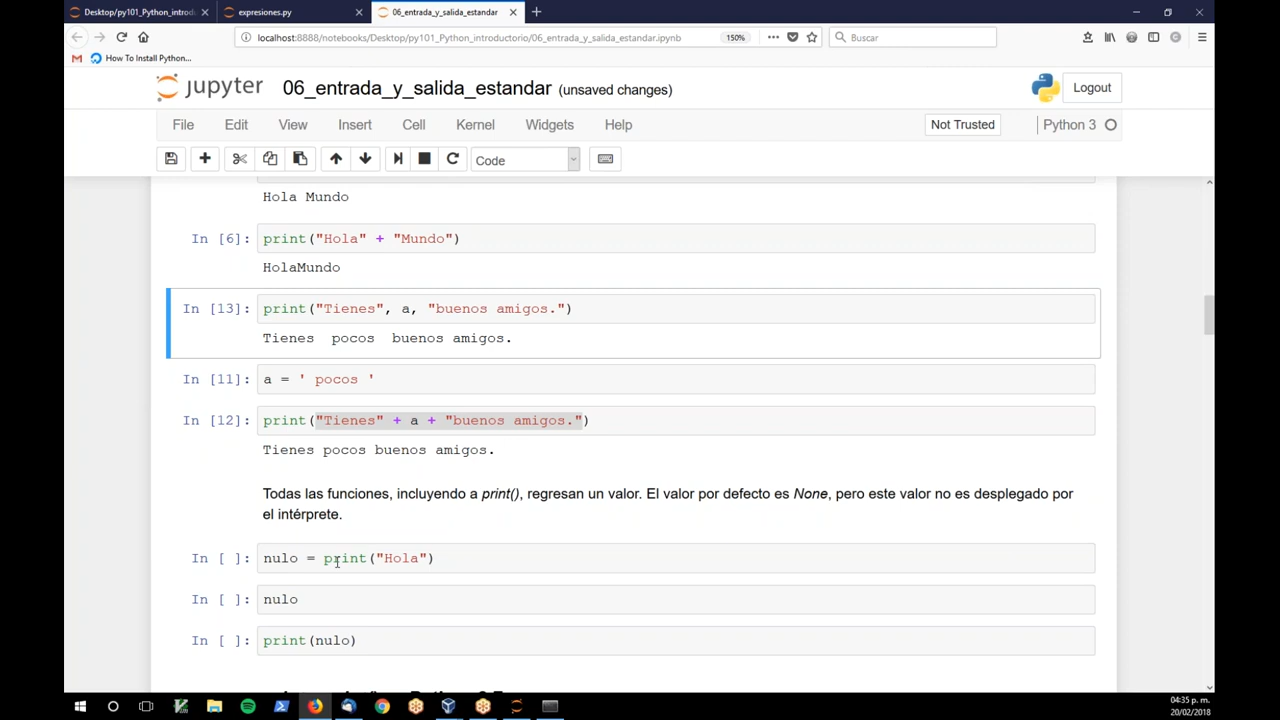 Desktop/py101_Python_introdu
expresiones.py
06_entrada_y_salida_estandar
localhost:8888/notebooks/Desktop/py101_Python_introductorio/06_entrada_y_salida_estandar.ipynb
150%
Buscar
How To Install Python...
jupyter
06_entrada_y_salida_estandar (unsaved changes)
Logout
File Edit View Insert Cell Kernel Widgets Help
Not Trusted
Python 3
Code
Hola Mundo
In [6]: print("Hola" + "Mundo")
HolaMundo
In [13]: print("Tienes", a, "buenos amigos.")
Tienes  pocos  buenos amigos.
In [11]: a = ' pocos '
In [12]: print("Tienes" + a + "buenos amigos.")
Tienes pocos buenos amigos.
Todas las funciones, incluyendo a print(), regresan un valor. El valor por defecto es None, pero este valor no es desplegado por
el intérprete.
In [ ]: nulo = print("Hola")
In [ ]: nulo
In [ ]: print(nulo)
04:35 p. m.
20/02/2018